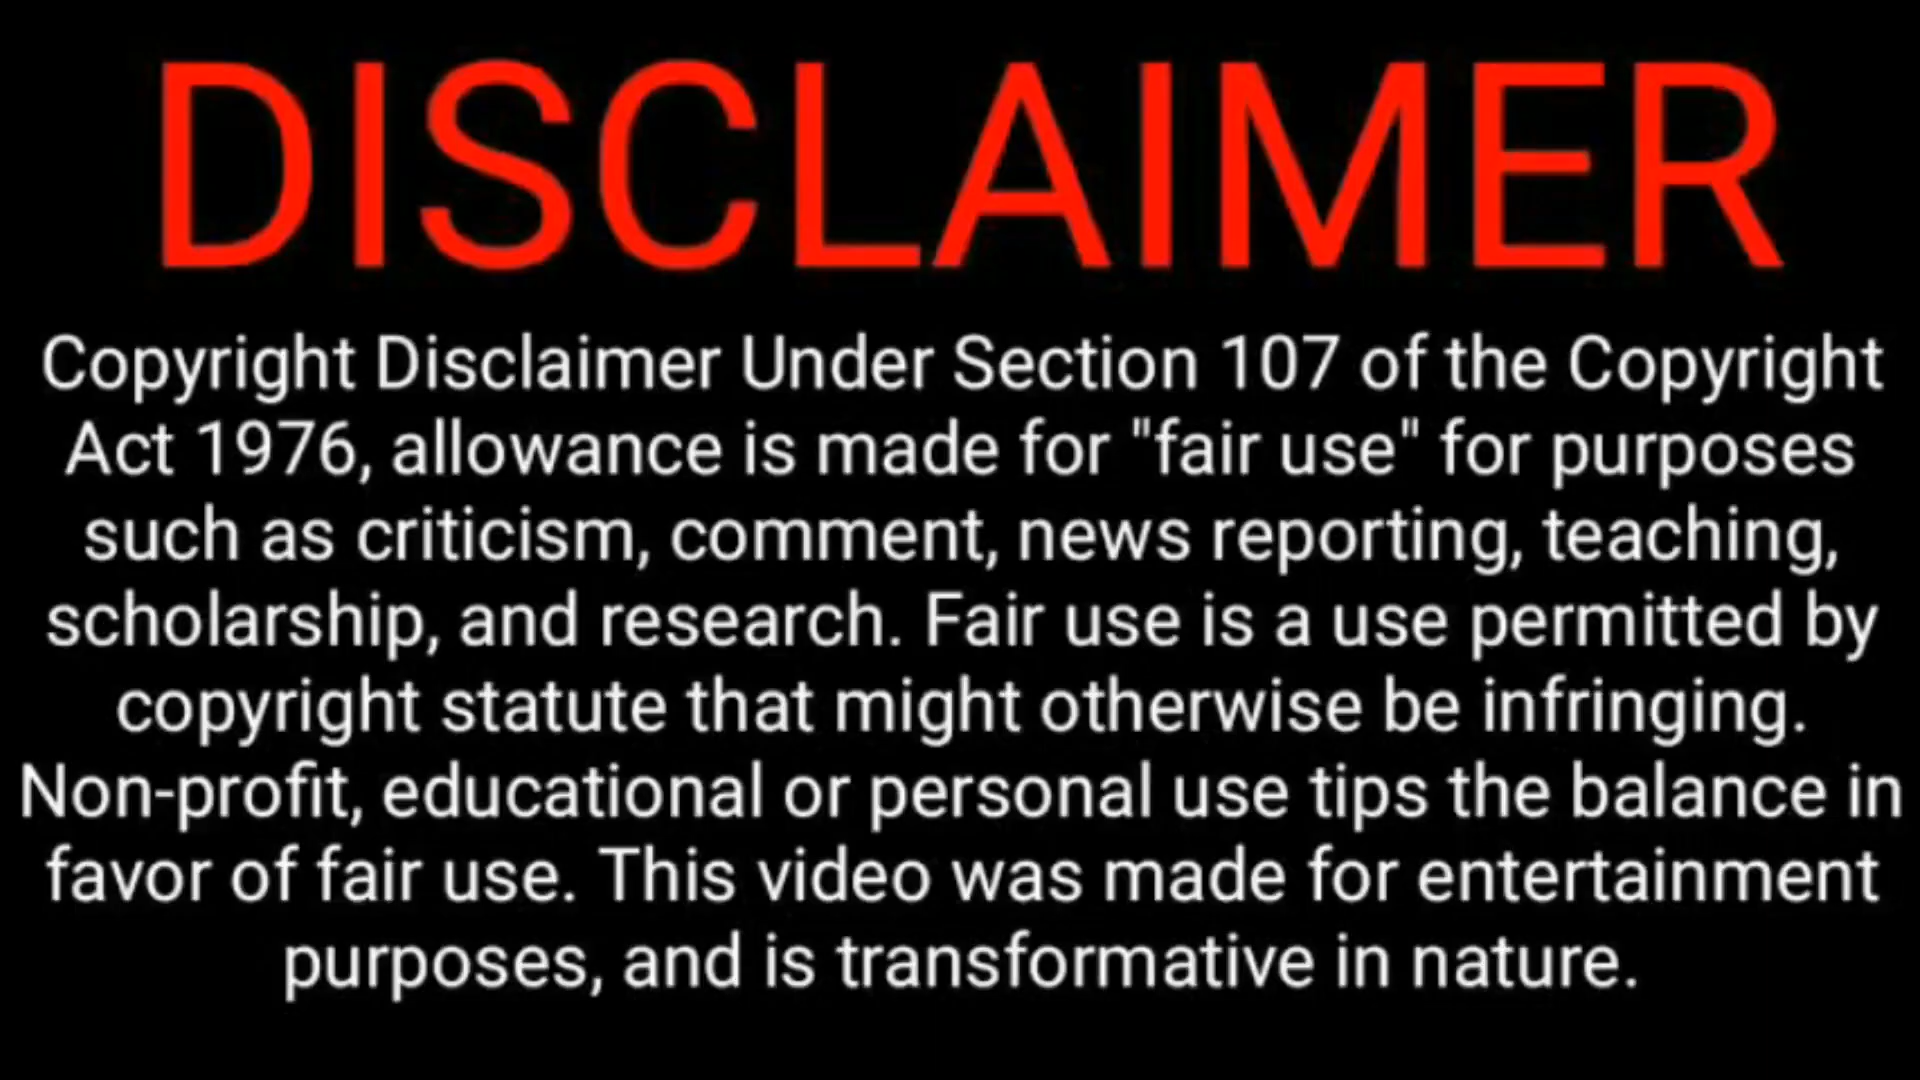 DISCLAIMER
Copyright Disclaimer Under Section 107 of the Copyright
Act 1976, allowance is made for "fair use" for purposes
such as criticism, comment, news reporting, teaching,
scholarship, and research. Fair use is a use permitted by
copyright statute that might otherwise be infringing.
Non-profit, educational or personal use tips the balance in
favor of fair use. This video was made for entertainment
purposes, and is transformative in nature.